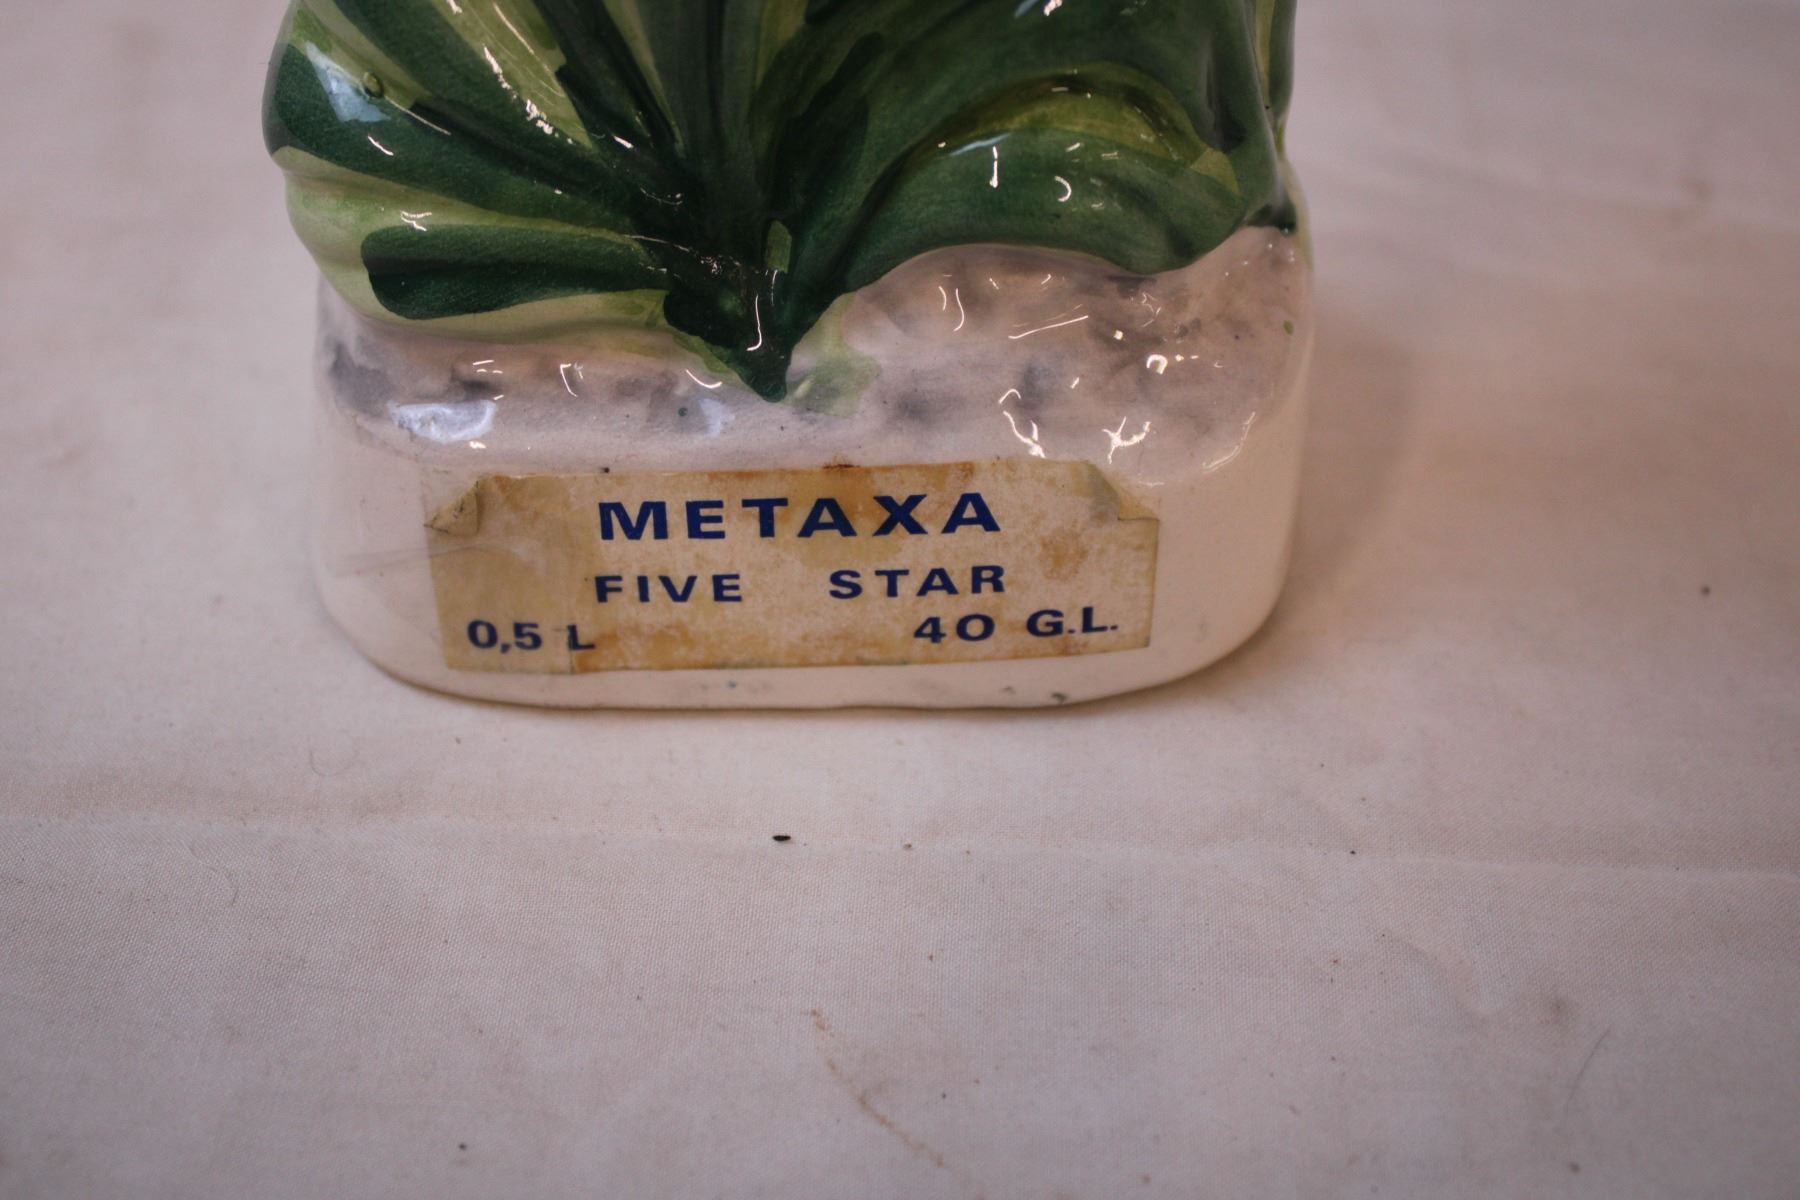 METAXA
FIVE STAR
0,5 L 40 G.L.